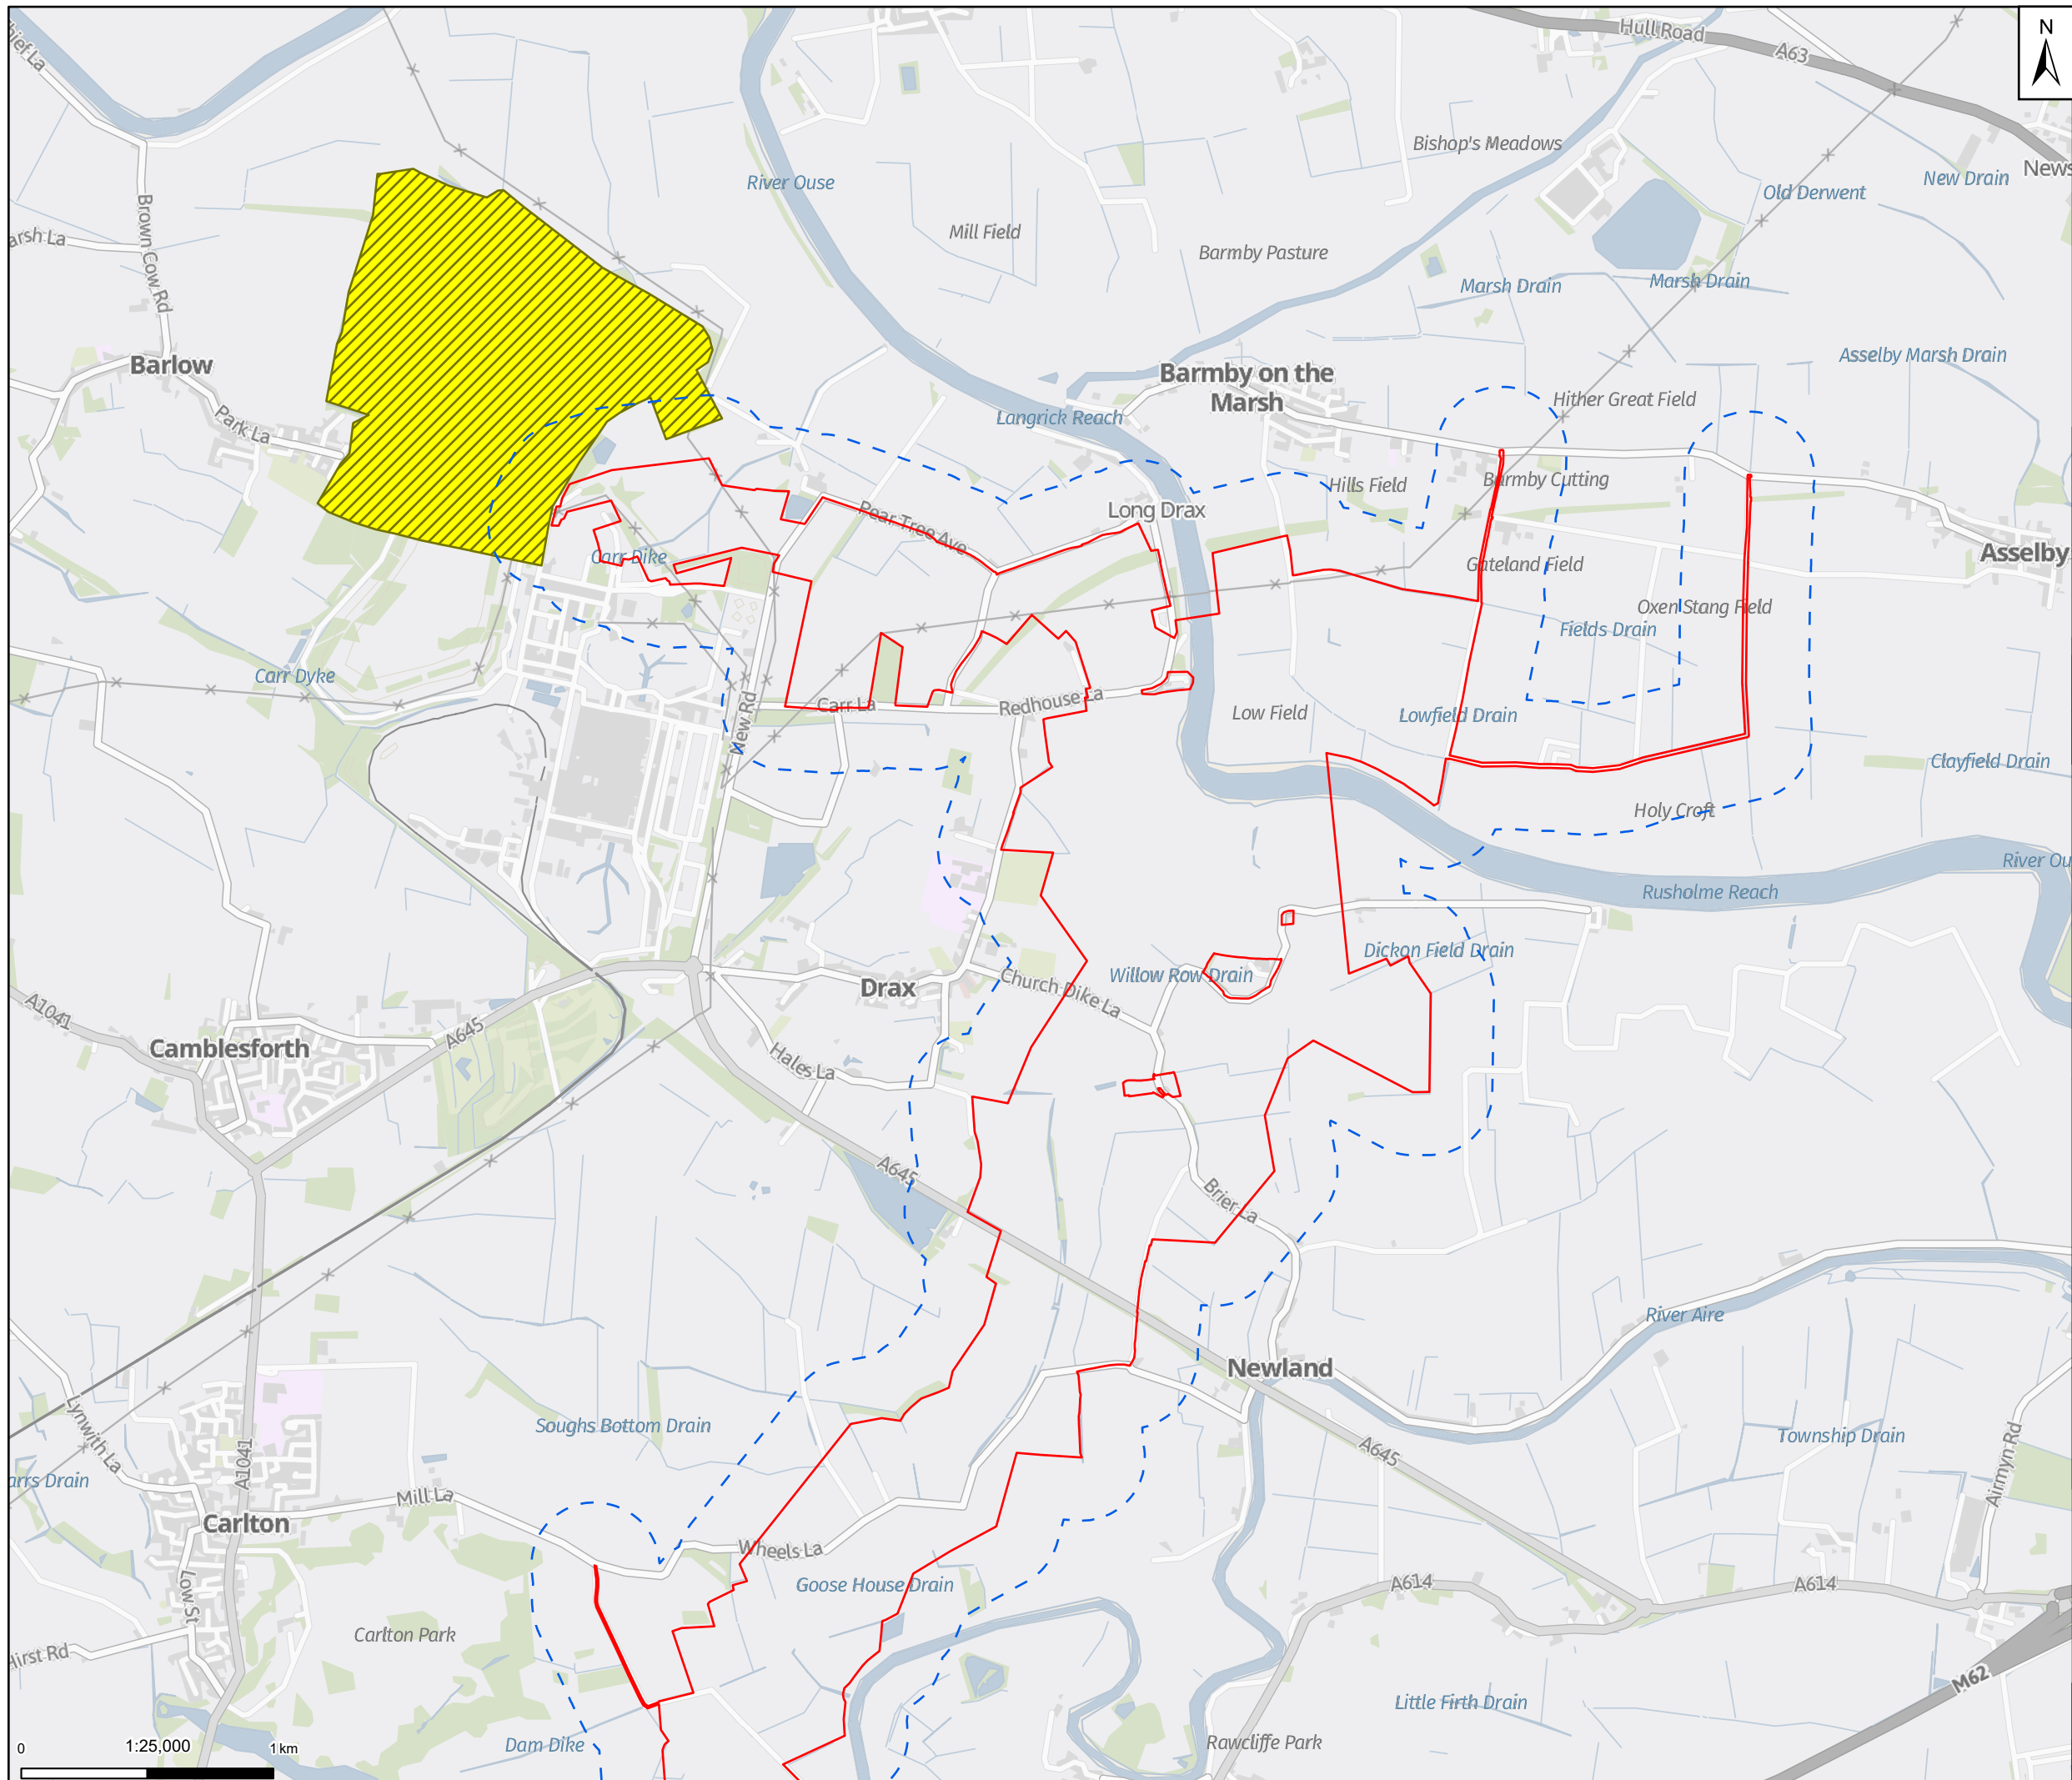 Hull Road
A63
N
Bishop's Meadows
River Ouse
Old Derwent
New Drain
Brown Cow Rd
Mill Field
Barmby Pasture
Marsh Drain
Marsh Drain
Asselby Marsh Drain
Barlow
Park La
Barmby on the
Marsh
Langrick Reach
Hither Great Field
Hills Field
Barmby Cutting
Pear Tree Ave
Long Drax
Carr Dike
Gateland Field
Asselby
Oxen Stang Field
Fields Drain
Carr Dyke
New Rd
Carr La
Redhouse La
Low Field
Lowfield Drain
Clayfield Drain
Holy Croft
Rusholme Reach
Dickon Field Drain
Willow Row Drain
Church Dike La
Drax
A1041
A645
Camblesforth
Hales La
A645
Brier La
River Aire
Newland
Soughs Bottom Drain
Lynwith La
A1041
Township Drain
A645
Airmyn Rd
Mill La
Carlton
Wheels La
Goose House Drain
A614
A614
Low St
Carlton Park
M62
Little Firth Drain
Rawcliffe Park
Dam Dike
0
1:25,000
1 km